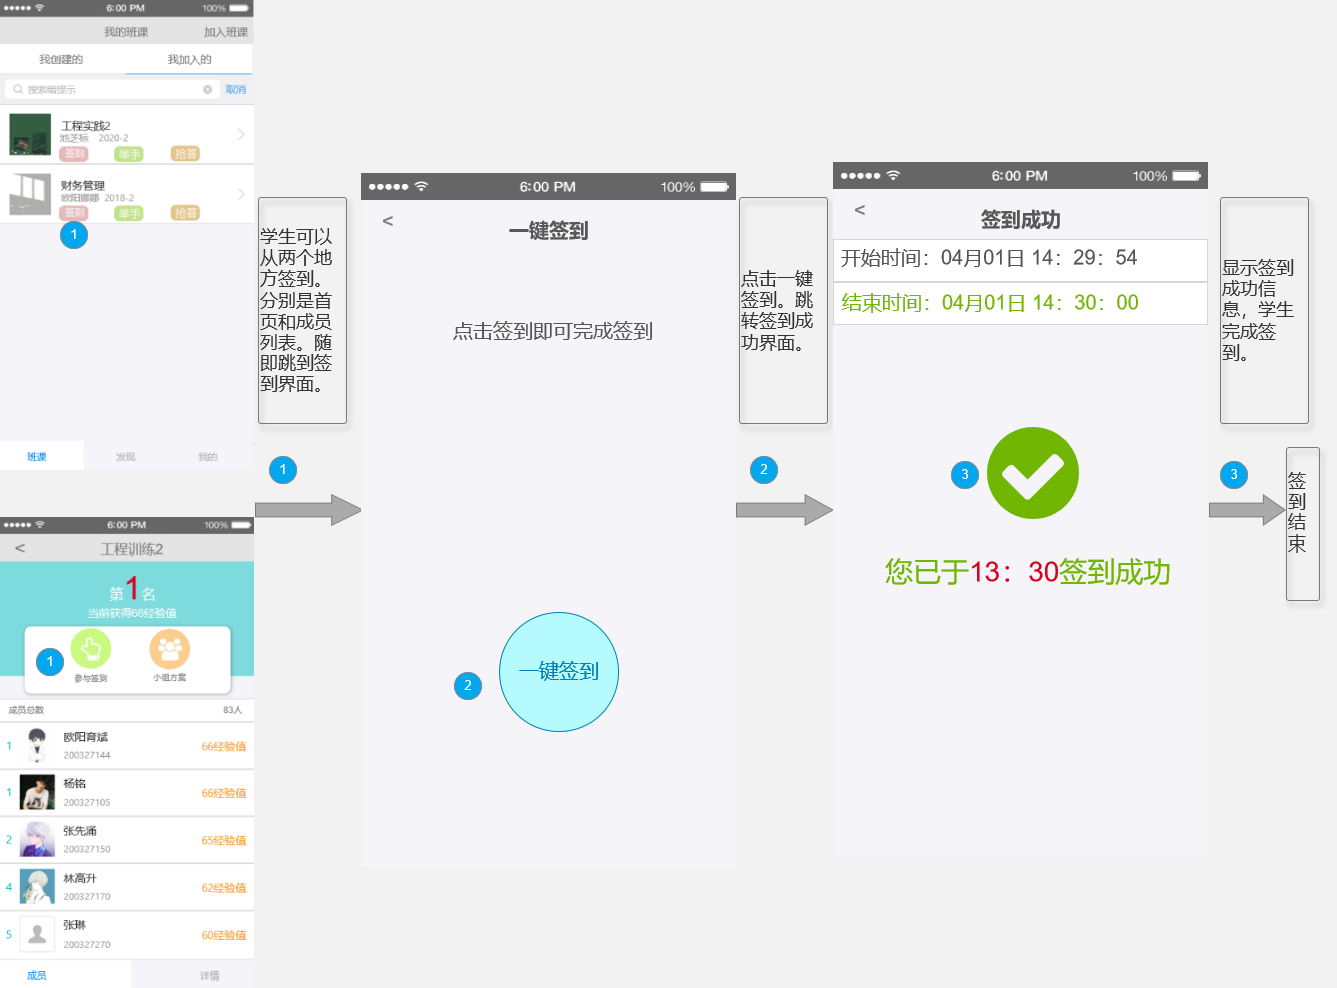 6:00 PM
100%
我的班课
加入班课
我创建的
我加入的
搜索暗提示
取消
工程实践2
池芝标 2020-2
签到
举手
抢答
财务管理
欧阳娜娜 2018-2
签到
举手
抢答
1
班课
发现
我的
6:00 PM
100%
<
工程训练2
第1名
当前获得66经验值
1
参与签到
小组方案
成员总数
83人
1
欧阳育斌
200327144
66经验值
1
杨铭
200327105
66经验值
2
张先涌
200327150
65经验值
4
林高升
200327170
62经验值
5
张琳
200327270
60经验值
成员
详情
学生可以
从两个地
方签到。
分别是首
页和成员
列表。随
即跳到签
到界面。
1
6:00 PM
100%
<
一键签到
点击签到即可完成签到
2
一键签到
点击一键
签到。跳
转签到成
功界面。
2
6:00 PM
100%
<
签到成功
开始时间：04月01日 14：29：54
结束时间：04月01日 14：30：00
3
您已于13：30签到成功
显示签到
成功信
息，学生
完成签
到。
3
签
到
结
束